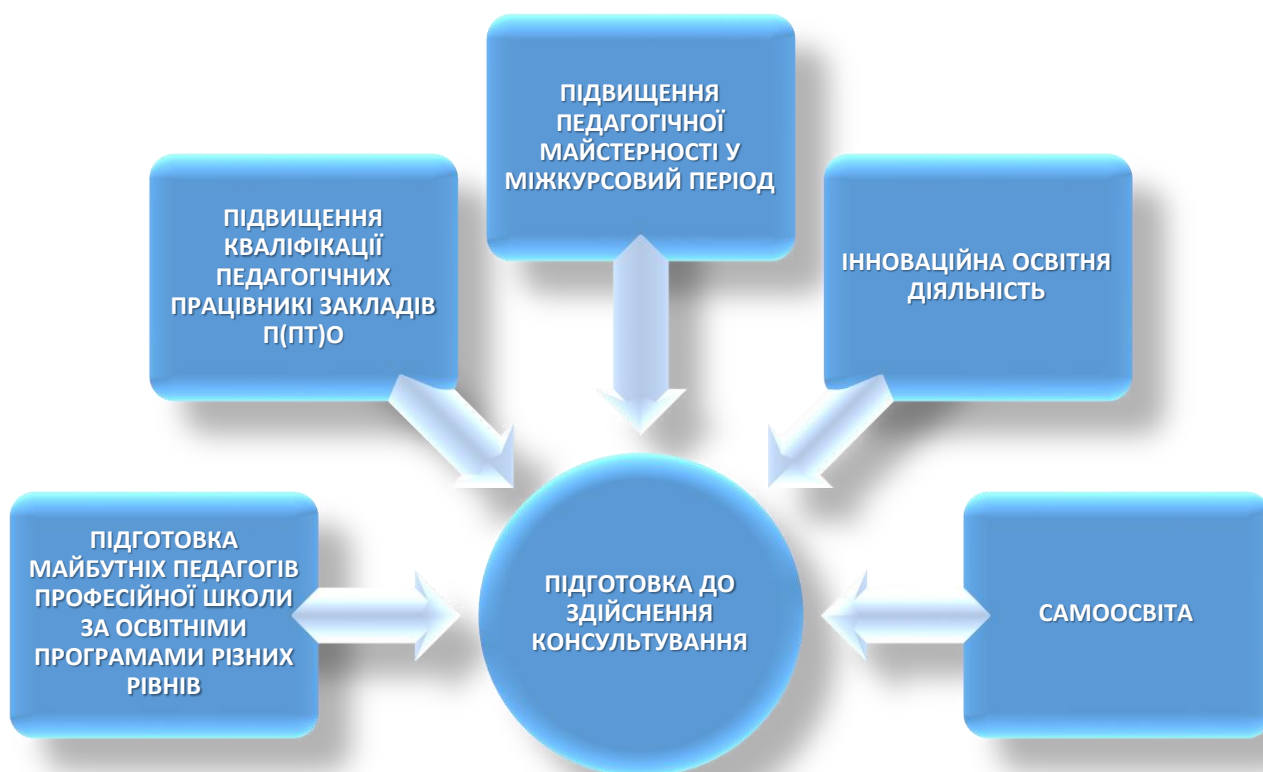 ПІДВИЩЕННЯ
ПЕДАГОГІЧНОЇ
МАЙСТЕРНОСТІ У
МІЖКУРСОВИЙ ПЕРІОД
ПІДВИЩЕННЯ
КВАЛІФІКАЦІЇ
ПЕДАГОГІЧНИХ
ПРАЦІВНИКІ ЗАКЛАДІВ
П(ПТ)О
ІННОВАЦІЙНА ОСВІТНЯ
ДІЯЛЬНІСТЬ
ПІДГОТОВКА
МАЙБУТНІХ ПЕДАГОГІВ
ПРОФЕСІЙНОЇ ШКОЛИ
ЗА ОСВІТНІМИ
ПРОГРАМАМИ РІЗНИХ
РІВНІВ
ПІДГОТОВКА ДО
ЗДІЙСНЕННЯ
КОНСУЛЬТУВАННЯ
САМООСВІТА